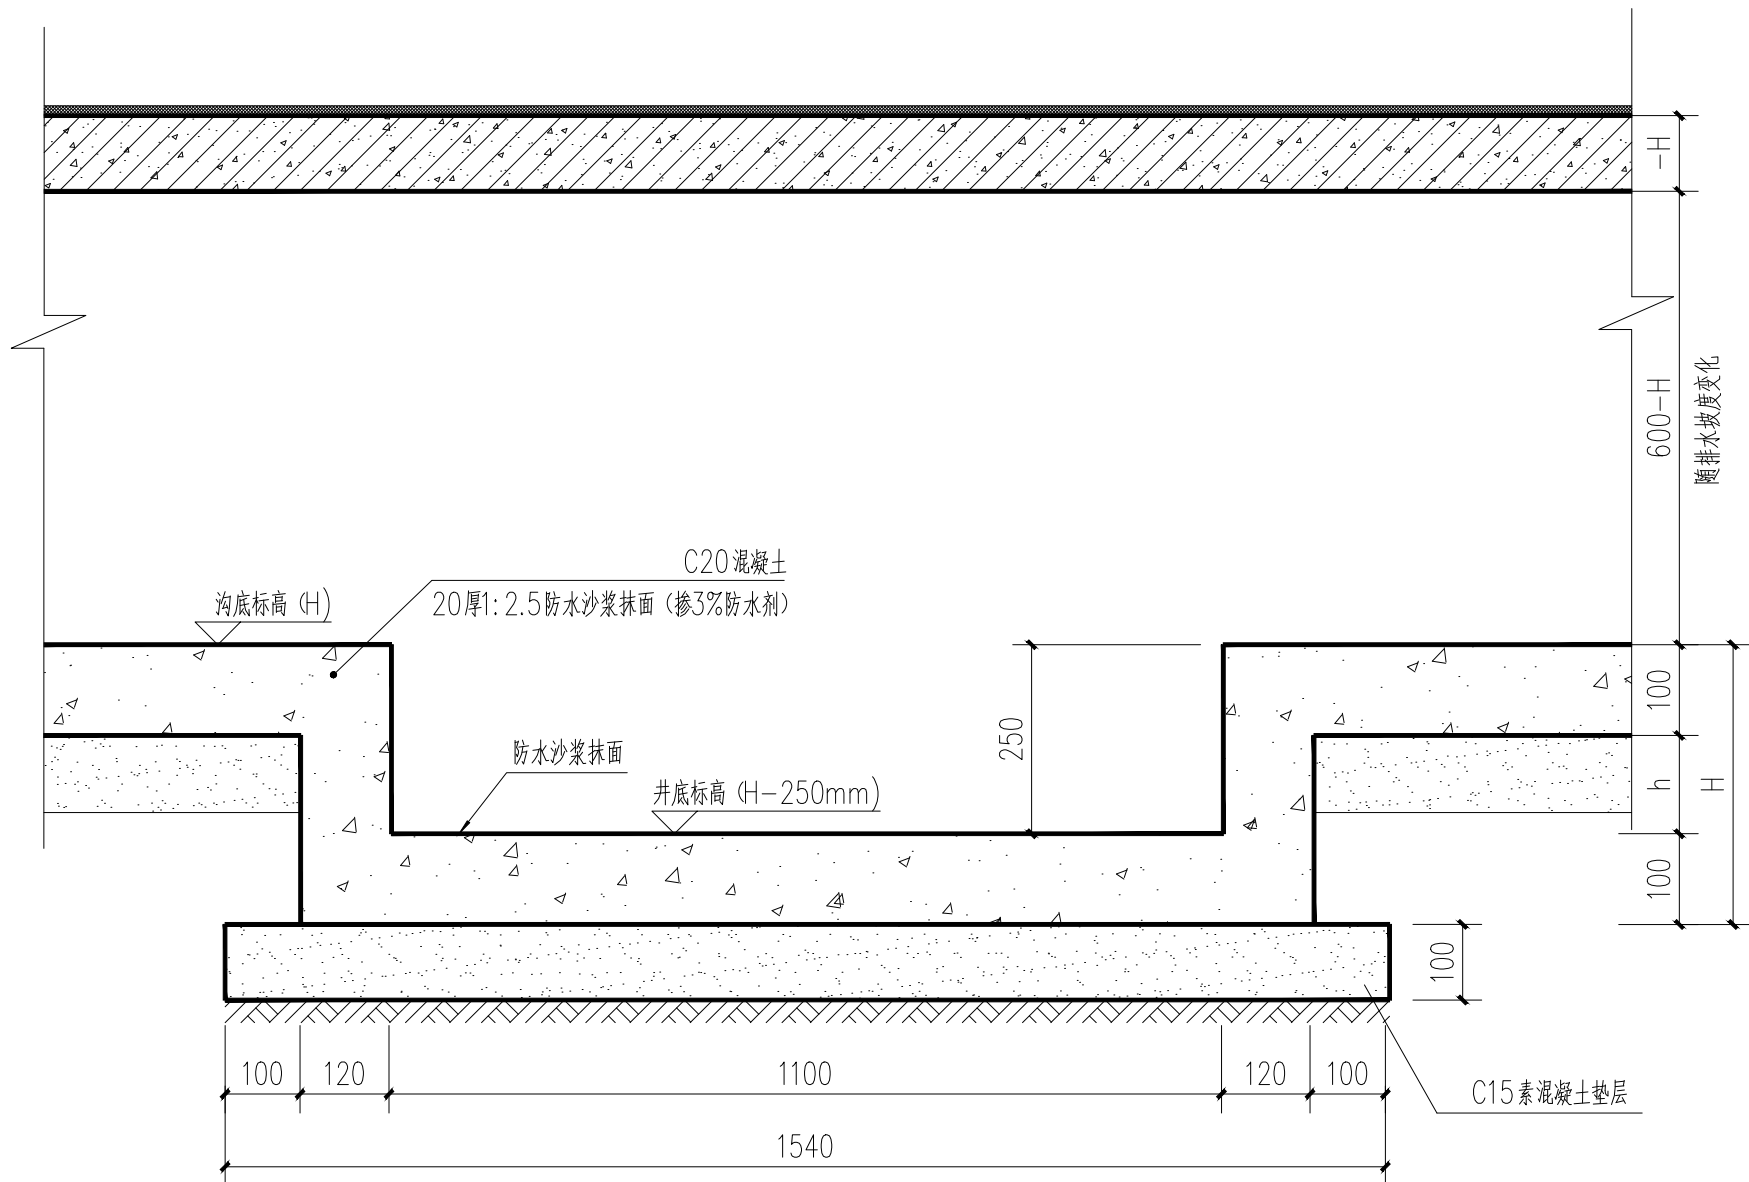 -H
600-H
随排水坡度变化
C20混凝土
20厚1:2.5防水沙浆抹面（掺3%防水剂）
沟底标高（H）
100
250
防水沙浆抹面
井底标高（H-250mm）
h
H
100
100
100
120
1100
120
100
C15素混凝土垫层
1540